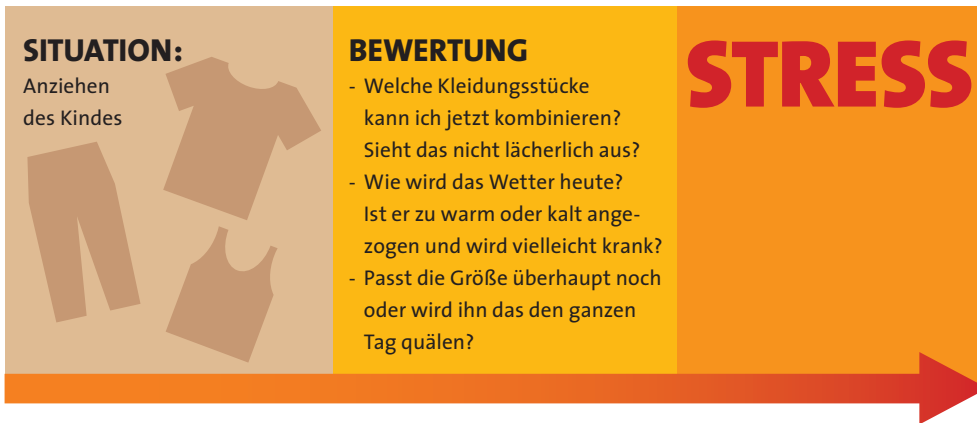 SITUATION:
Anziehen
des Kindes
BEWERTUNG
- Welche Kleidungsstücke
kann ich jetzt kombinieren?
Sieht das nicht lächerlich aus?
- Wie wird das Wetter heute?
Ist er zu warm oder kalt ange-
zogen und wird vielleicht krank?
- Passt die Größe überhaupt noch
oder wird ihn das den ganzen
Tag quälen?
STRESS